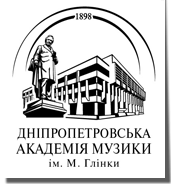 1898
ДНІПРОПЕТРОВСЬКА
АКАДЕМІЯ МУЗИКИ
ім. М. Глінки